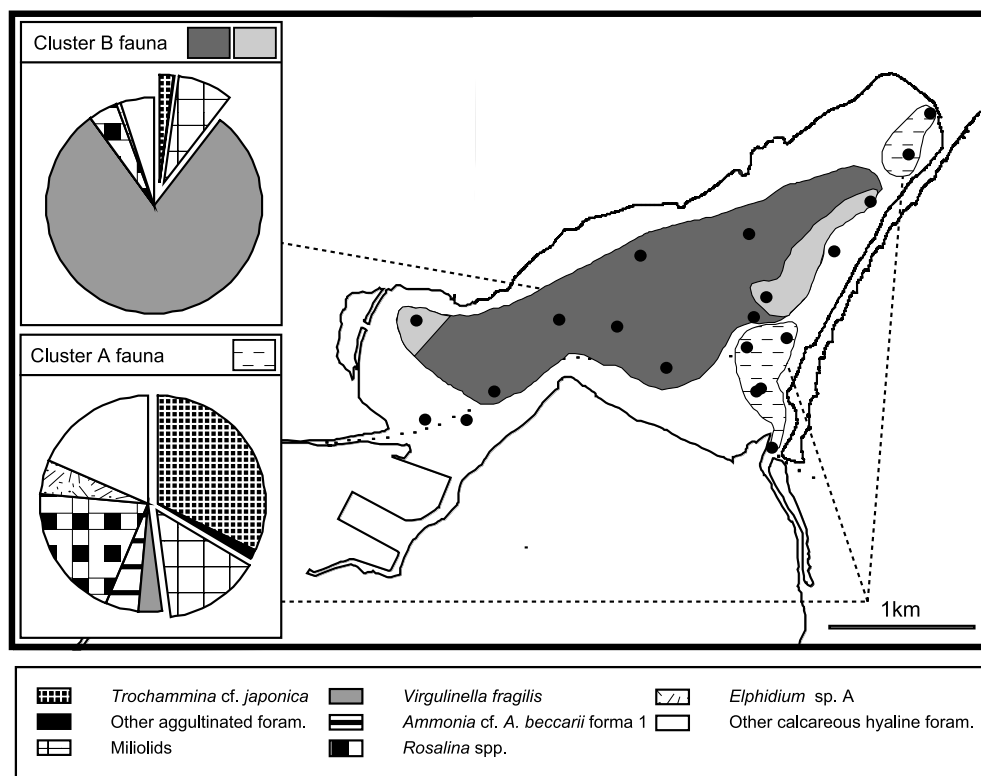 Cluster B fauna
Cluster A fauna
1km
Trochammina cf. japonica
Other aggultinated foram.
Miliolids
Virgulinella fragilis
Ammonia cf. A. beccarii forma 1
Rosalina spp.
Elphidium sp. A
Other calcareous hyaline foram.